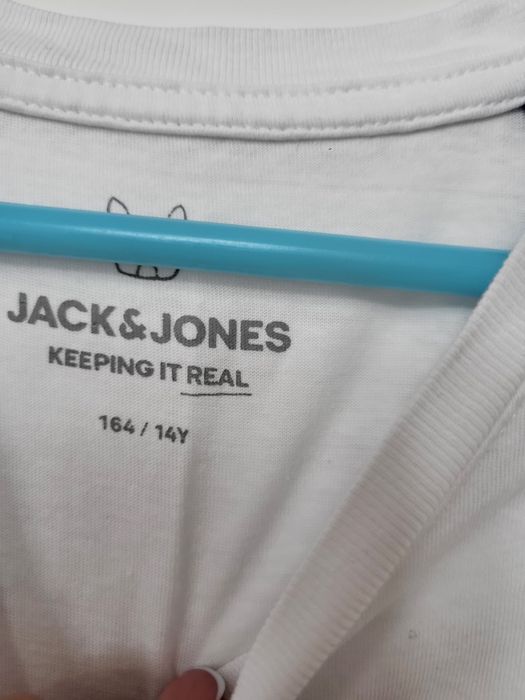 JACK&JONES
KEEPING IT REAL
164 / 14Y